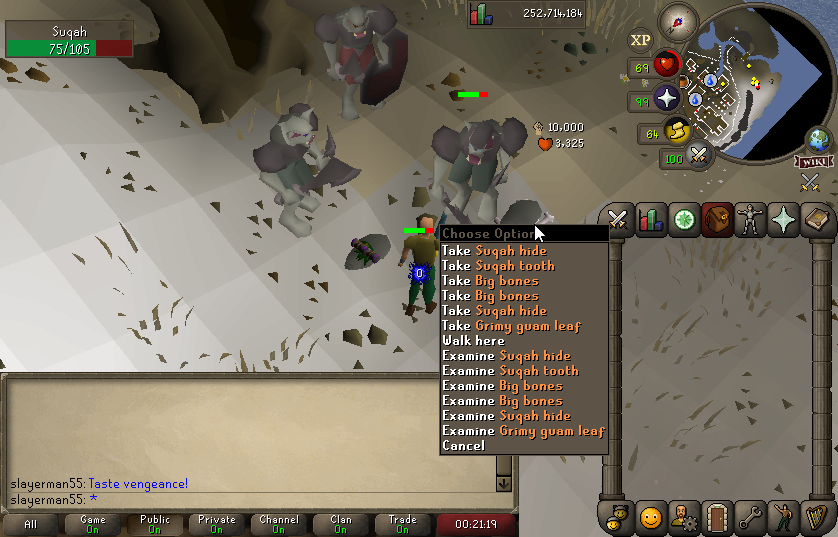 Suqah
75/105
252,714,184
XP
69
99
64
100
WIKI
10,000
3,325
0
Choose Option
Take Suqah hide
Take Suqah tooth
Take Big bones
Take Big bones
Take Suqah hide
Take Grimy guam leaf
Walk here
Examine Suqah hide
Examine Suqah tooth
Examine Big bones
Examine Big bones
Examine Suqah hide
Examine Grimy guam leaf
Cancel
slayerman55: Taste vengeance!
slayerman55: *
All
Game
On
Public
On
Private
On
Channel
On
Clan
On
Trade
On
00:21:19